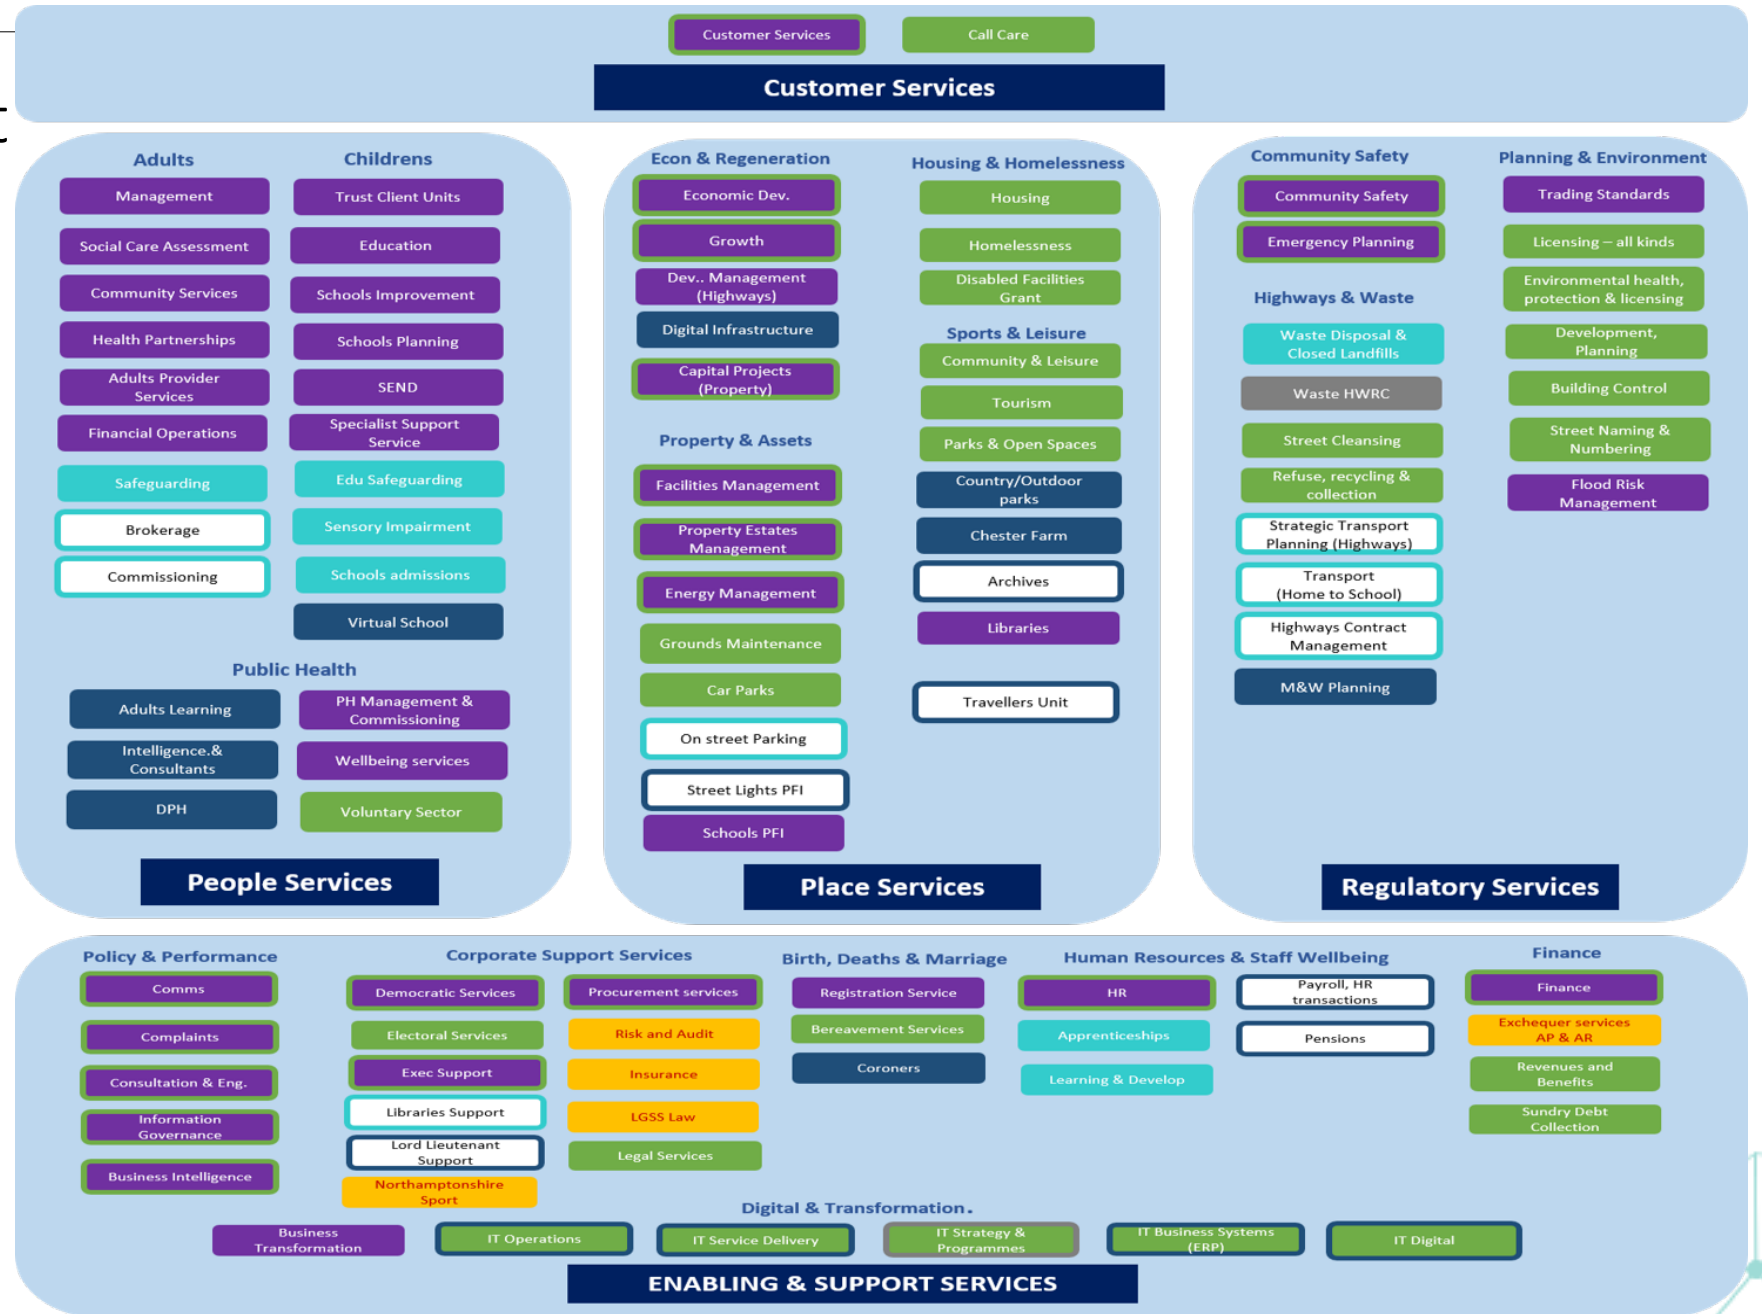 t
Customer Services
Call Care
Customer Services
Adults
Management
Social Care Assessment
Community Services
Health Partnerships
Adults Provider
Services
Financial Operations
Safeguarding
Brokerage
Commissioning
Childrens
Trust Client Units
Education
Schools Improvement
Schools Planning
SEND
Specialist Support
Service
Edu Safeguarding
Sensory Impairment
Schools admissions
Virtual School
Public Health
Adults Learning
Intelligence.&
Consultants
DPH
PH Management &
Commissioning
Wellbeing services
Voluntary Sector
People Services
Econ & Regeneration
Economic Dev.
Growth
Dev.. Management
(Highways)
Digital Infrastructure
Capital Projects
(Property)
Property & Assets
Facilities Management
Property Estates
Management
Energy Management
Grounds Maintenance
Car Parks
On street Parking
Street Lights PFI
Schools PFI
Housing & Homelessness
Housing
Homelessness
Disabled Facilities
Grant
Sports & Leisure
Community & Leisure
Tourism
Parks & Open Spaces
Country/Outdoor
parks
Chester Farm
Archives
Libraries
Travellers Unit
Place Services
Community Safety
Community Safety
Emergency Planning
Highways & Waste
Waste Disposal &
Closed Landfills
Waste HWRC
Street Cleansing
Refuse, recycling &
collection
Strategic Transport
Planning (Highways)
Transport
(Home to School)
Highways Contract
Management
M&W Planning
Planning & Environment
Trading Standards
Licensing – all kinds
Environmental health,
protection & licensing
Development,
Planning
Building Control
Street Naming &
Numbering
Flood Risk
Management
Regulatory Services
Policy & Performance
Comms
Complaints
Consultation & Eng.
Information
Governance
Business Intelligence
Corporate Support Services
Democratic Services
Electoral Services
Exec Support
Libraries Support
Lord Lieutenant
Support
Northamptonshire
Sport
Procurement services
Risk and Audit
Insurance
LGSS Law
Legal Services
Birth, Deaths & Marriage
Registration Service
Bereavement Services
Coroners
Human Resources & Staff Wellbeing
HR
Apprenticeships
Learning & Develop
Payroll, HR
transactions
Pensions
Finance
Finance
Exchequer services
AP & AR
Revenues and
Benefits
Sundry Debt
Collection
Digital & Transformation.
Business
Transformation
IT Operations
IT Service Delivery
IT Strategy &
Programmes
IT Business Systems
(ERP)
IT Digital
ENABLING & SUPPORT SERVICES